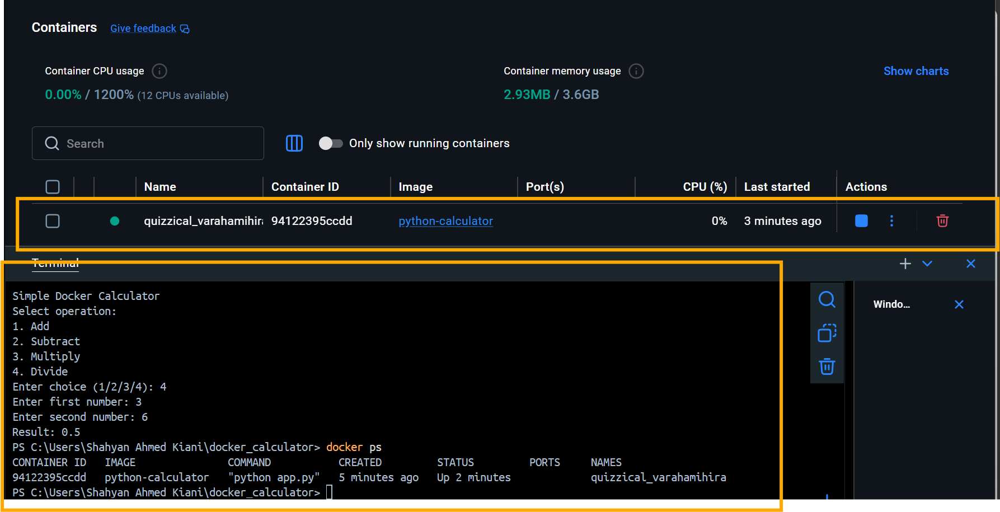 Containers Give feedback
Container CPU usage
0.00% / 1200% (12 CPUs available)
Container memory usage
2.93MB / 3.6GB
Show charts
Search
Only show running containers
Name Container ID Image Port(s) CPU (%) Last started Actions
quizzical_varahamihira 94122395ccdd python-calculator 0% 3 minutes ago
Terminal
Simple Docker Calculator
Select operation:
1. Add
2. Subtract
3. Multiply
4. Divide
Enter choice (1/2/3/4): 4
Enter first number: 3
Enter second number: 6
Result: 0.5
PS C:\Users\Shahyan Ahmed Kiani\docker_calculator> docker ps
CONTAINER ID IMAGE COMMAND CREATED STATUS PORTS NAMES
94122395ccdd python-calculator "python app.py" 5 minutes ago Up 2 minutes quizzical_varahamihira
PS C:\Users\Shahyan Ahmed Kiani\docker_calculator>
Windo...